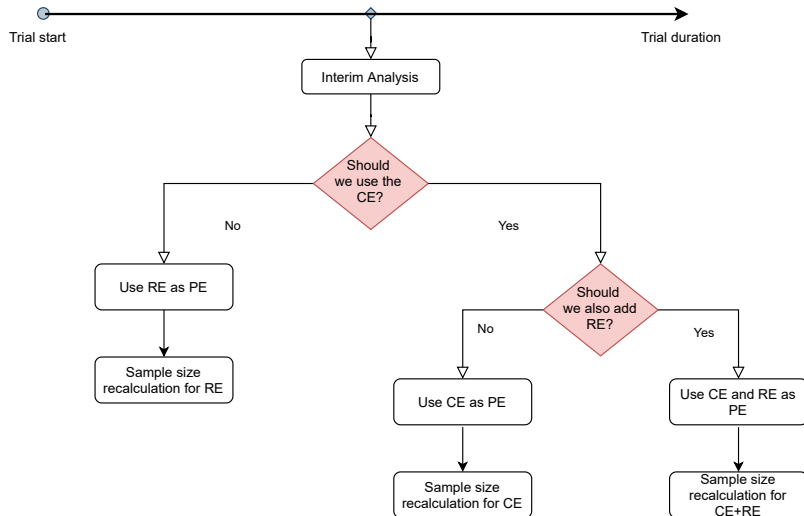 Trial start
Trial duration
Interim Analysis
Should
we use the
CE?
No
Yes
Use RE as PE
Should
we also add
RE?
No
Yes
Sample size
recalculation for RE
Use CE as PE
Use CE and RE as
PE
Sample size
recalculation for CE
Sample size
recalculation for
CE+RE